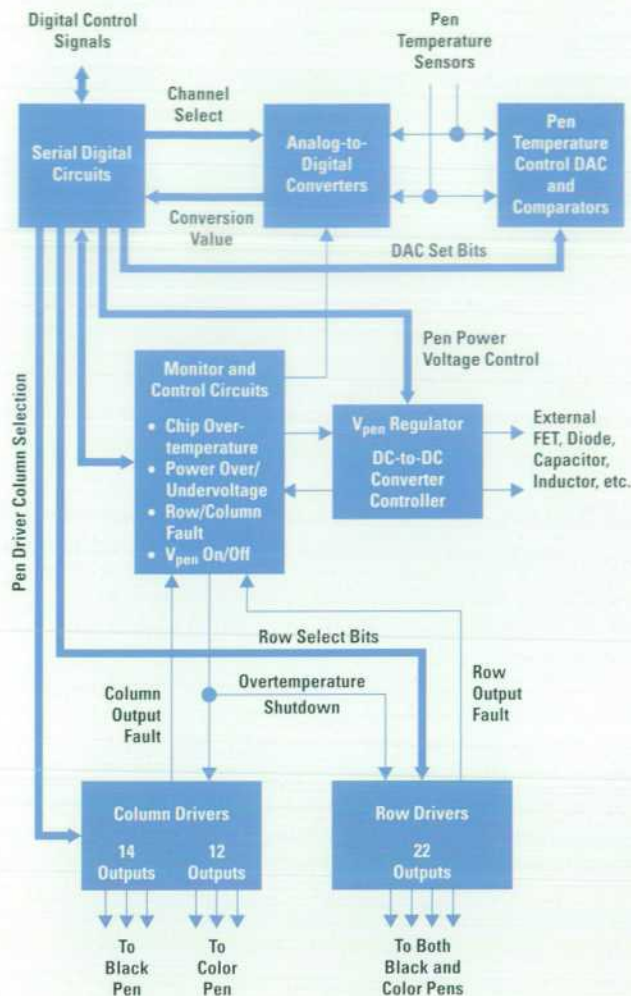 Digital Control
Signals
Pen
Temperature
Sensors
Channel
Select
Serial Digital
Circuits
Analog-to-
Digital
Converters
Pen
Temperature
Control DAC
and
Comparators
Conversion
Value
DAC Set Bits
Pen Power
Voltage Control
Monitor and
Control Circuits
• Chip Over-
temperature
• Power Over/
Undervoltage
• Row/Column
Fault
• Vpen On/Off
Vpen Regulator
DC-to-DC
Converter
Controller
External
FET, Diode,
Capacitor,
Inductor, etc.
Pen Driver Column Selection
Row Select Bits
Column
Output
Fault
Overtemperature
Shutdown
Row
Output
Fault
Column Drivers
14
Outputs
12
Outputs
Row Drivers
22
Outputs
To
Black
Pen
To
Color
Pen
To Both
Black and
Color Pens